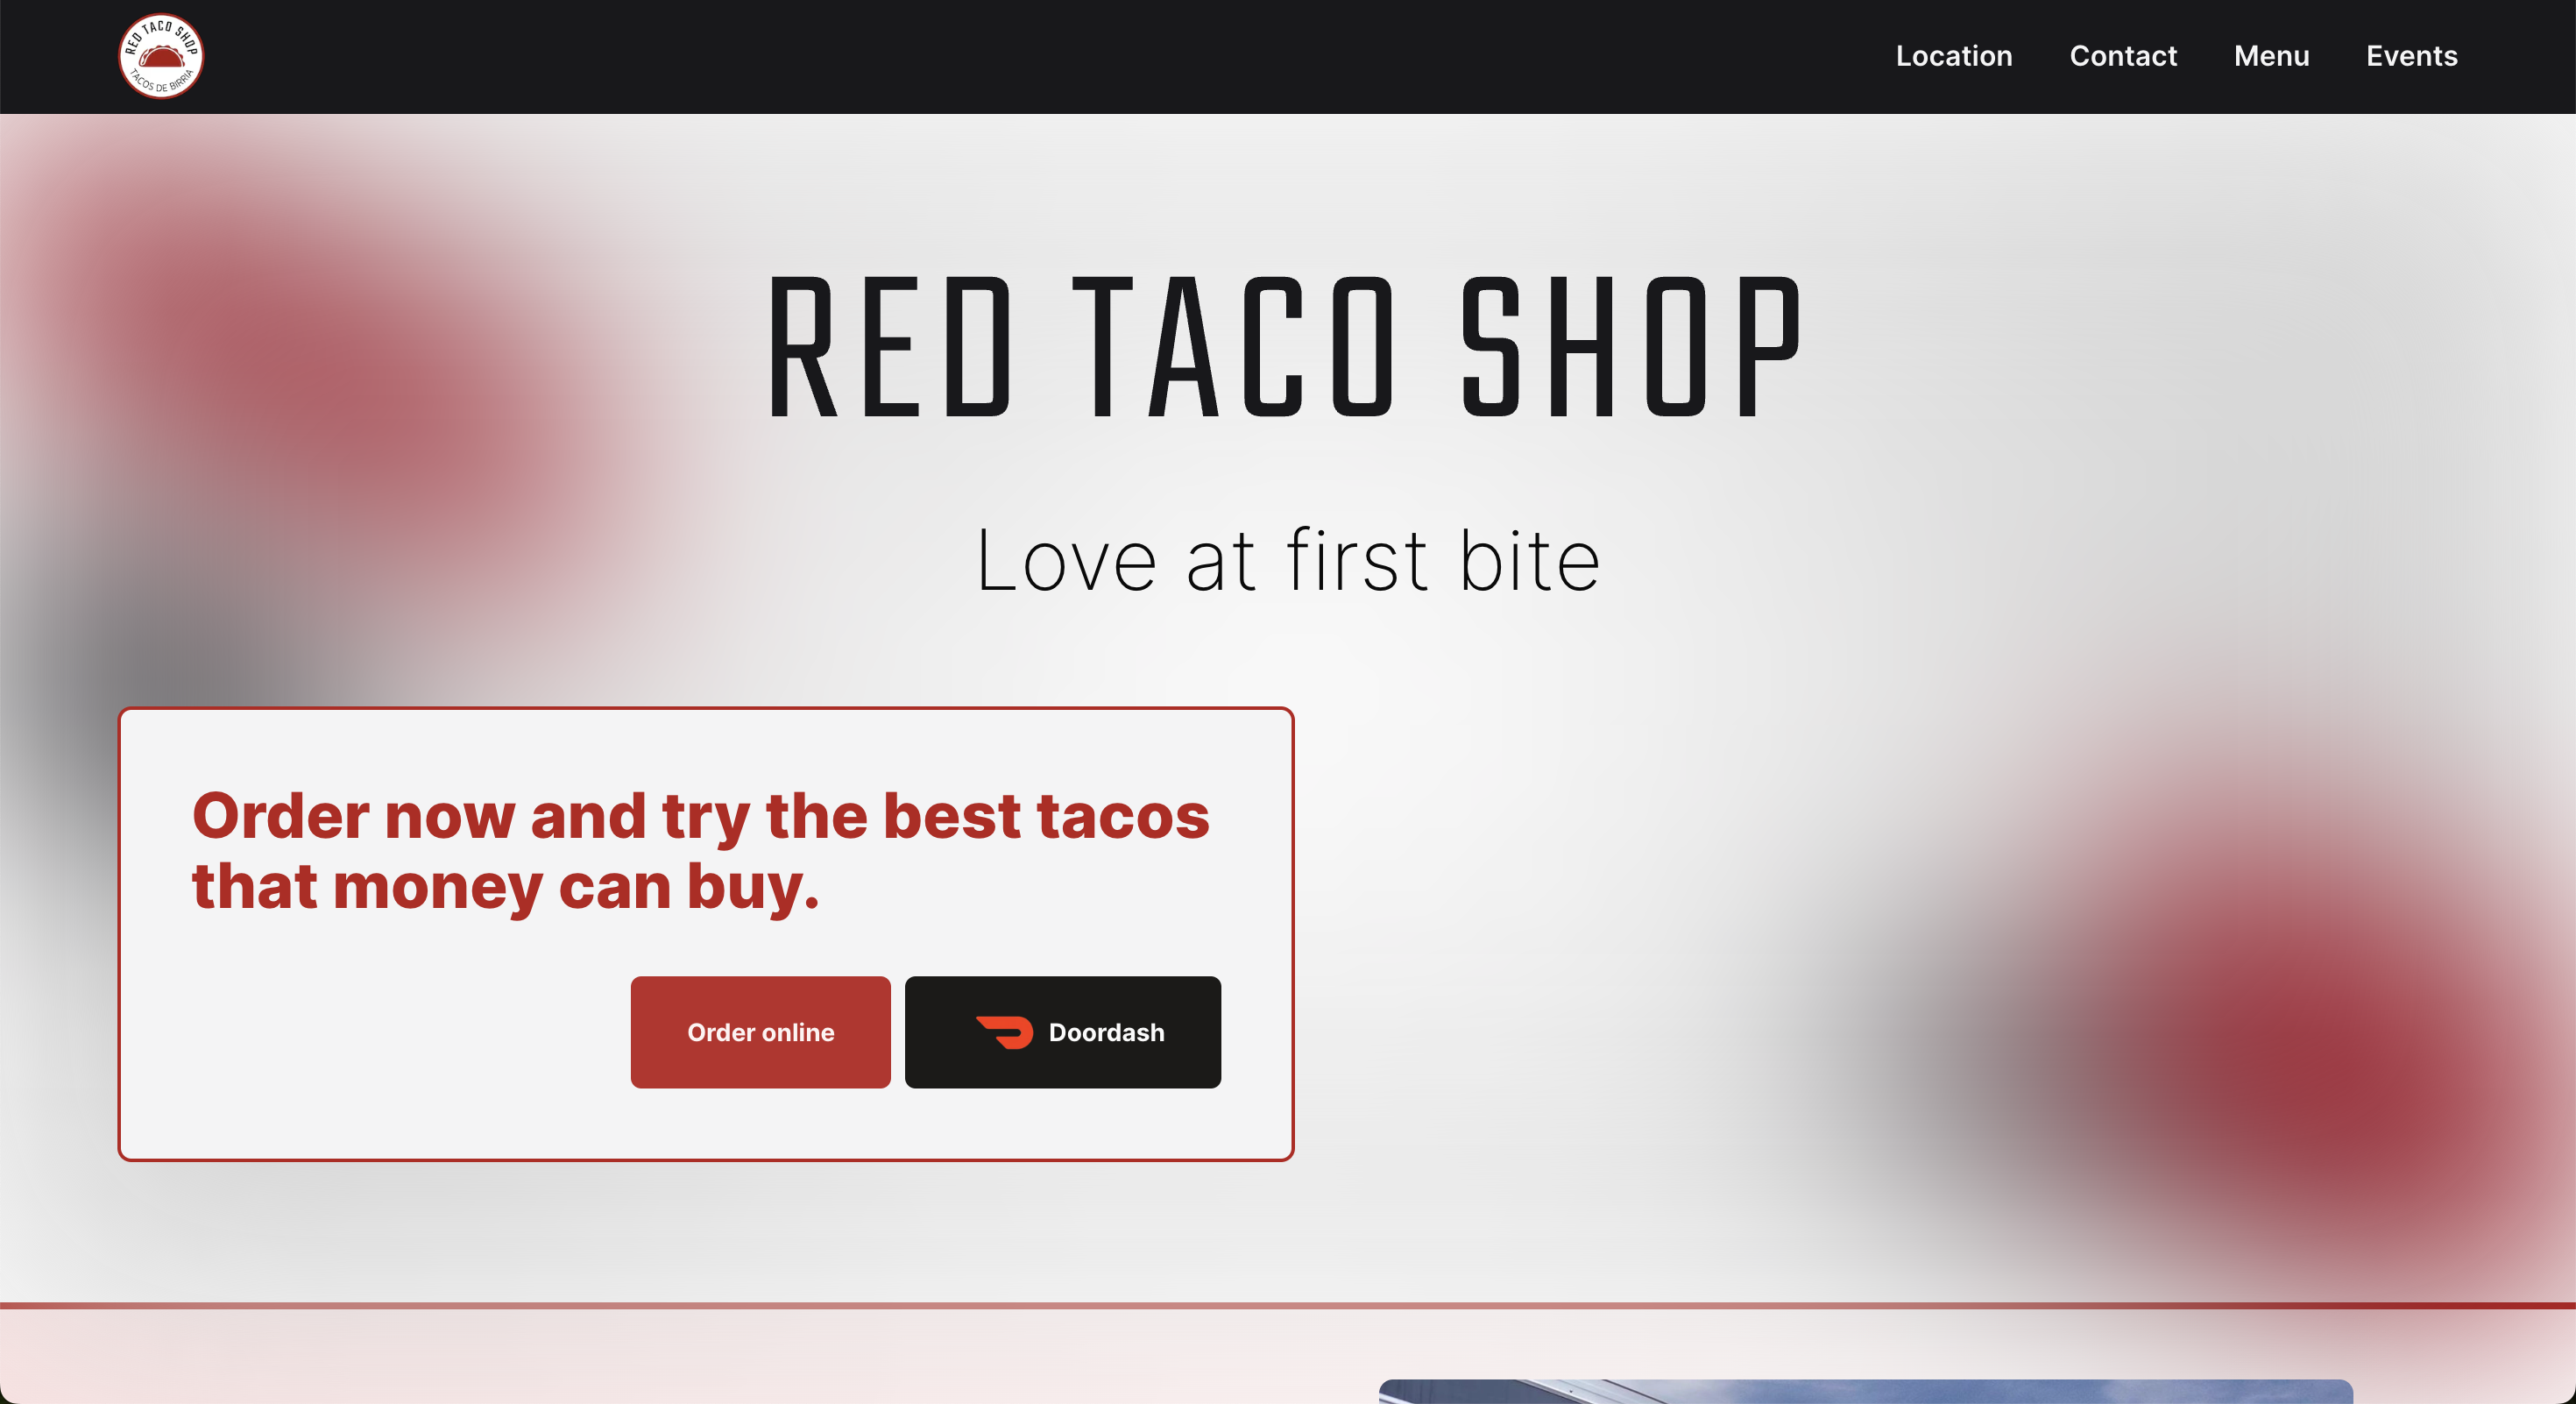 RED TACO SHOP
TACOS DE BIRRIA
Location Contact Menu Events
RED TACO SHOP
Love at first bite
Order now and try the best tacos
that money can buy.
Order online Doordash